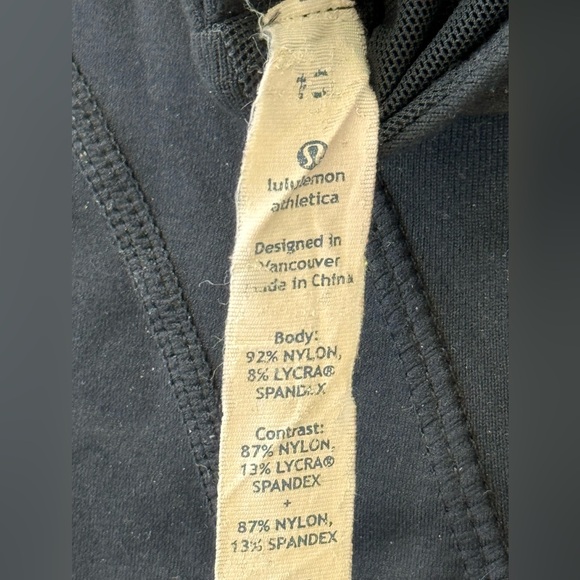 lululemon
athletica
Designed in
Vancouver
Made in China
Body:
92% NYLON,
8% LYCRA®
SPANDEX
Contrast:
87% NYLON,
13% LYCRA®
SPANDEX
+
87% NYLON,
13% SPANDEX